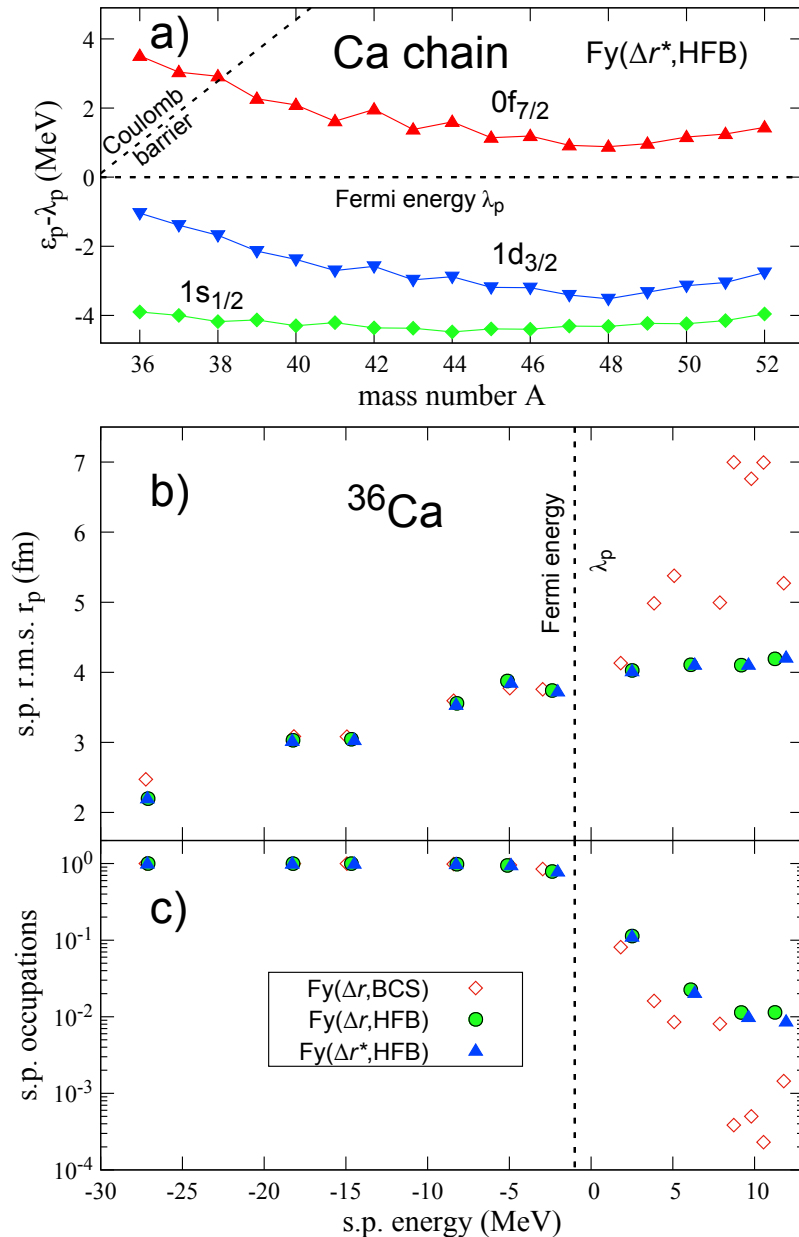 a)
Ca chain
Fy(Δr*,HFB)
Coulomb
barrier
0f7/2
Fermi energy λp
1d3/2
1s1/2
εp-λp (MeV)
4
2
0
-2
-4
36 38 40 42 44 46 48 50 52
mass number A
b)
36Ca
Fermi energy
λp
s.p. r.m.s. rp (fm)
7
6
5
4
3
2
c)
s.p. occupations
10^0
10^-1
10^-2
10^-3
10^-4
Fy(Δr,BCS)
Fy(Δr,HFB)
Fy(Δr*,HFB)
-30 -25 -20 -15 -10 -5 0 5 10
s.p. energy (MeV)